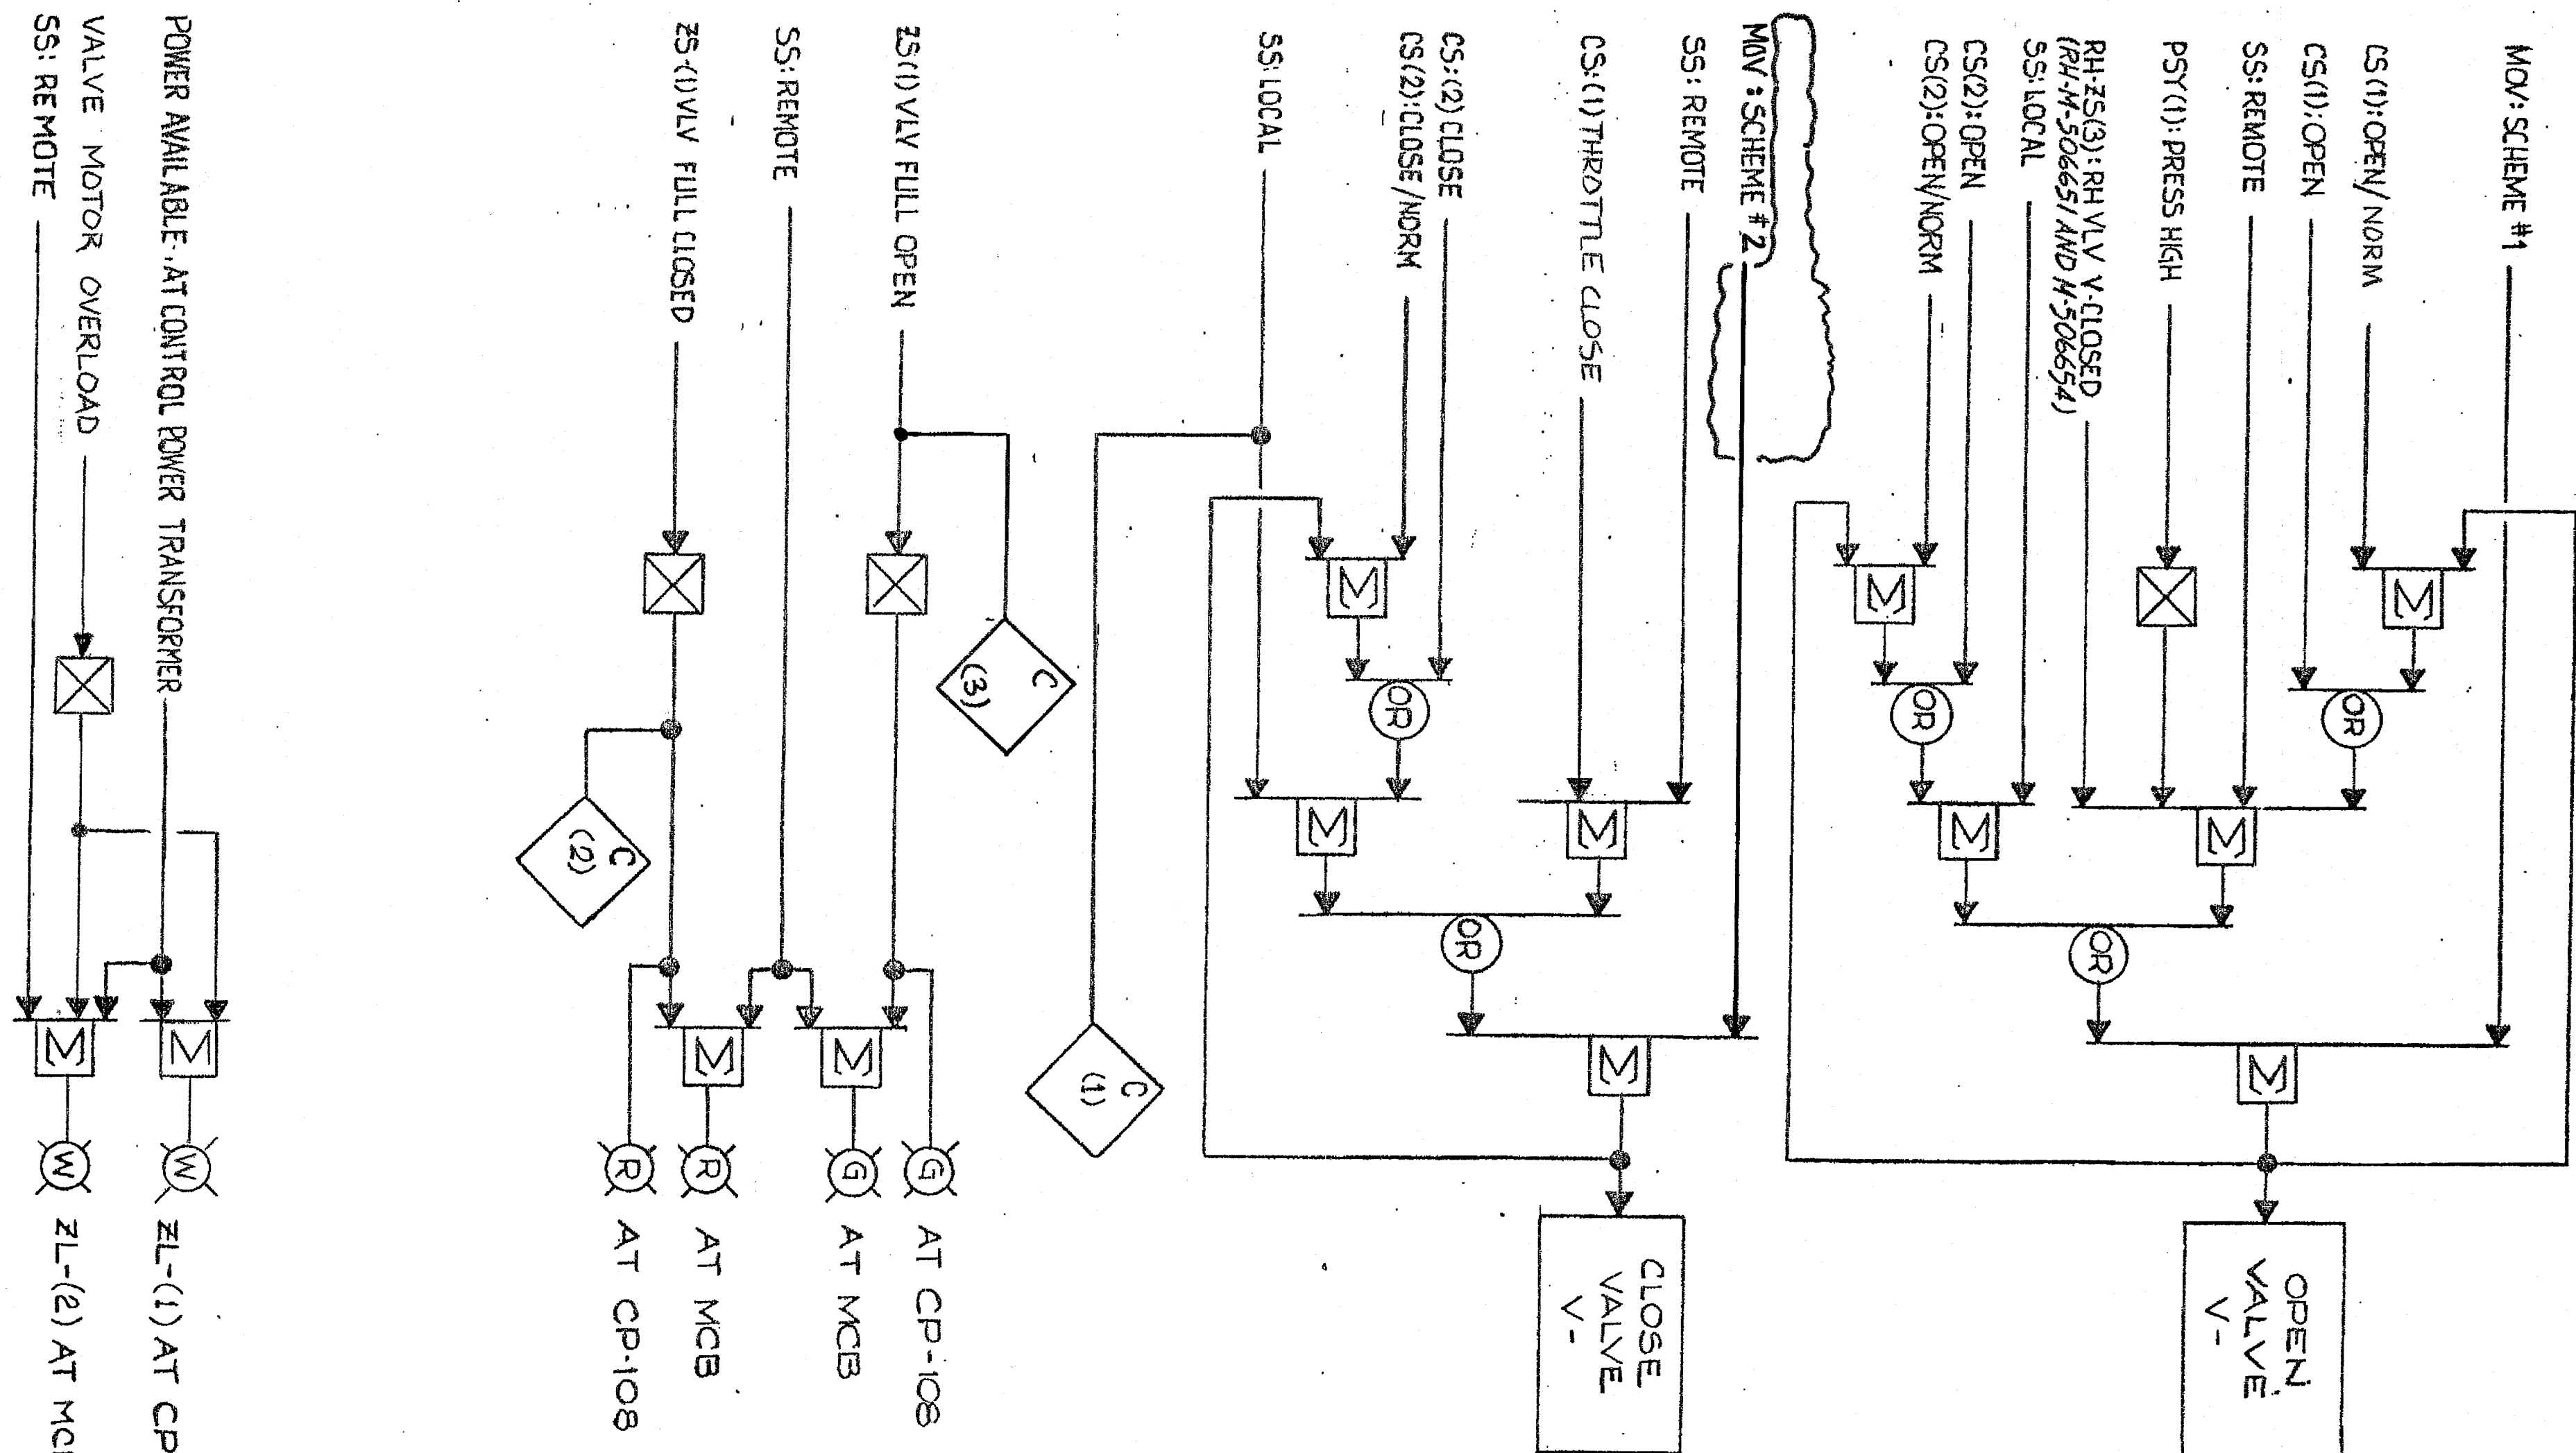 MOV: SCHEME #1
CS(1): OPEN/NORM
CS(1): OPEN
SS: REMOTE
PSY(1): PRESS HIGH
RH-ZS(3): RH VLV V-CLOSED
(RH-M-506651 AND M-506654)
SS: LOCAL
CS(2): OPEN
CS(2): OPEN/NORM
OR
OR
OR
OPEN
VALVE
V-
MOV: SCHEME #2
SS: REMOTE
CS:(1) THROTTLE CLOSE
CS:(2) CLOSE
CS(2): CLOSE/NORM
SS: LOCAL
OR
OR
C
(1)
CLOSE
VALVE
V-
ZS(1) VLV FULL OPEN
SS: REMOTE
ZS-(1) VLV FULL CLOSED
C
(3)
C
(2)
G AT CP-108
G AT MCB
R AT MCB
R AT CP-108
POWER AVAILABLE AT CONTROL POWER TRANSFORMER
VALVE MOTOR OVERLOAD
SS: REMOTE
W ZL-(1) AT CP
W ZL-(2) AT MC